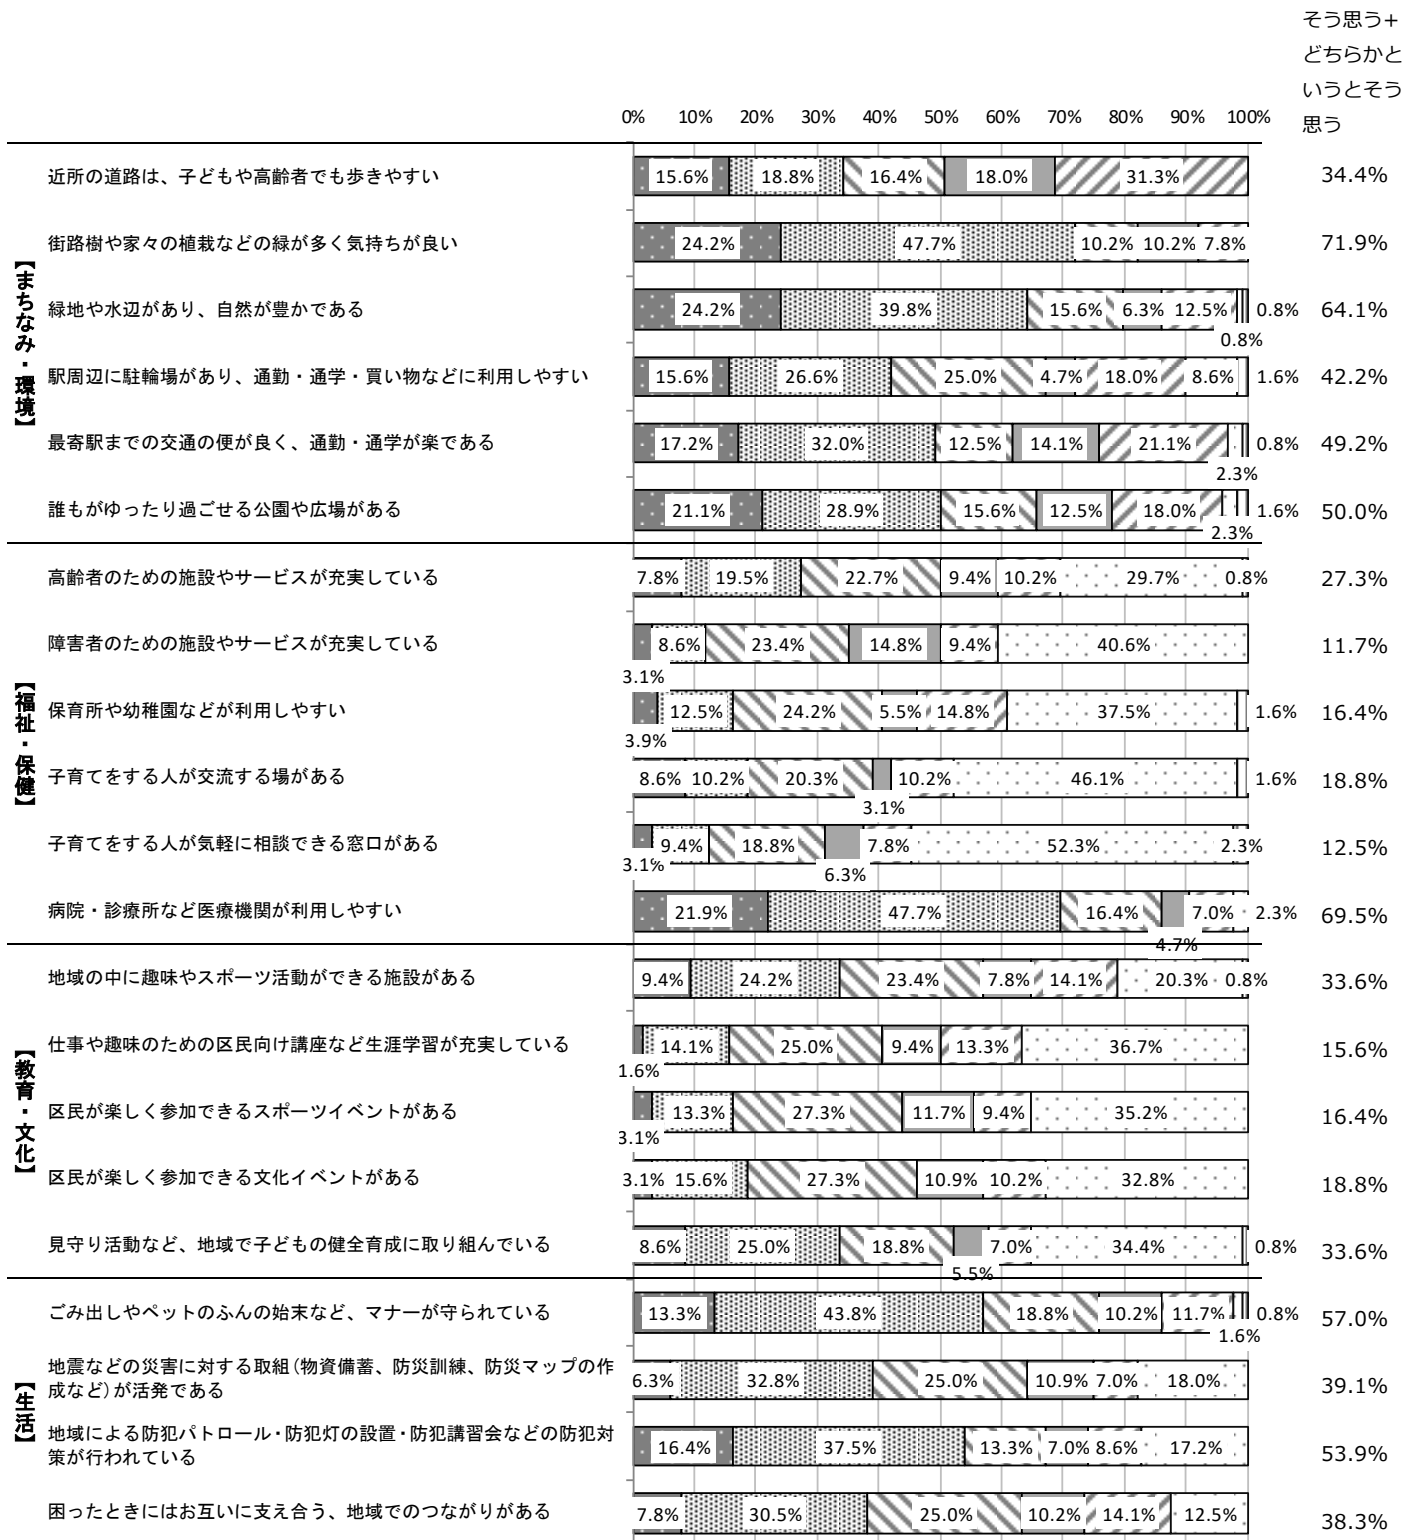 そう思う+
どちらかと
いうとそう
思う
0% 10% 20% 30% 40% 50% 60% 70% 80% 90% 100%
【まちなみ・環境】
近所の道路は、子どもや高齢者でも歩きやすい 15.6% 18.8% 16.4% 18.0% 31.3% 34.4%
街路樹や家々の植栽などの緑が多く気持ちが良い 24.2% 47.7% 10.2% 10.2% 7.8% 71.9%
緑地や水辺があり、自然が豊かである 24.2% 39.8% 15.6% 6.3% 12.5% 0.8% 64.1%
0.8%
駅周辺に駐輪場があり、通勤・通学・買い物などに利用しやすい 15.6% 26.6% 25.0% 4.7% 18.0% 8.6% 1.6% 42.2%
最寄駅までの交通の便が良く、通勤・通学が楽である 17.2% 32.0% 12.5% 14.1% 21.1% 0.8% 49.2%
2.3%
誰もがゆったり過ごせる公園や広場がある 21.1% 28.9% 15.6% 12.5% 18.0% 1.6% 50.0%
2.3%
【福祉・保健】
高齢者のための施設やサービスが充実している 7.8% 19.5% 22.7% 9.4% 10.2% 29.7% 0.8% 27.3%
障害者のための施設やサービスが充実している 8.6% 23.4% 14.8% 9.4% 40.6% 11.7%
3.1%
保育所や幼稚園などが利用しやすい 12.5% 24.2% 5.5% 14.8% 37.5% 1.6% 16.4%
3.9%
子育てをする人が交流する場がある 8.6% 10.2% 20.3% 10.2% 46.1% 1.6% 18.8%
3.1%
子育てをする人が気軽に相談できる窓口がある 9.4% 18.8% 7.8% 52.3% 2.3% 12.5%
3.1% 6.3%
病院・診療所など医療機関が利用しやすい 21.9% 47.7% 16.4% 7.0% 2.3% 69.5%
4.7%
【教育・文化】
地域の中に趣味やスポーツ活動ができる施設がある 9.4% 24.2% 23.4% 7.8% 14.1% 20.3% 0.8% 33.6%
仕事や趣味のための区民向け講座など生涯学習が充実している 14.1% 25.0% 9.4% 13.3% 36.7% 15.6%
1.6%
区民が楽しく参加できるスポーツイベントがある 13.3% 27.3% 11.7% 9.4% 35.2% 16.4%
3.1%
区民が楽しく参加できる文化イベントがある 3.1% 15.6% 27.3% 10.9% 10.2% 32.8% 18.8%
見守り活動など、地域で子どもの健全育成に取り組んでいる 8.6% 25.0% 18.8% 7.0% 34.4% 0.8% 33.6%
5.5%
【生活】
ごみ出しやペットのふんの始末など、マナーが守られている 13.3% 43.8% 18.8% 10.2% 11.7% 0.8% 57.0%
1.6%
地震などの災害に対する取組(物資備蓄、防災訓練、防災マップの作
成など)が活発である 6.3% 32.8% 25.0% 10.9% 7.0% 18.0% 39.1%
地域による防犯パトロール・防犯灯の設置・防犯講習会などの防犯対
策が行われている 16.4% 37.5% 13.3% 7.0% 8.6% 17.2% 53.9%
困ったときにはお互いに支え合う、地域でのつながりがある 7.8% 30.5% 25.0% 10.2% 14.1% 12.5% 38.3%